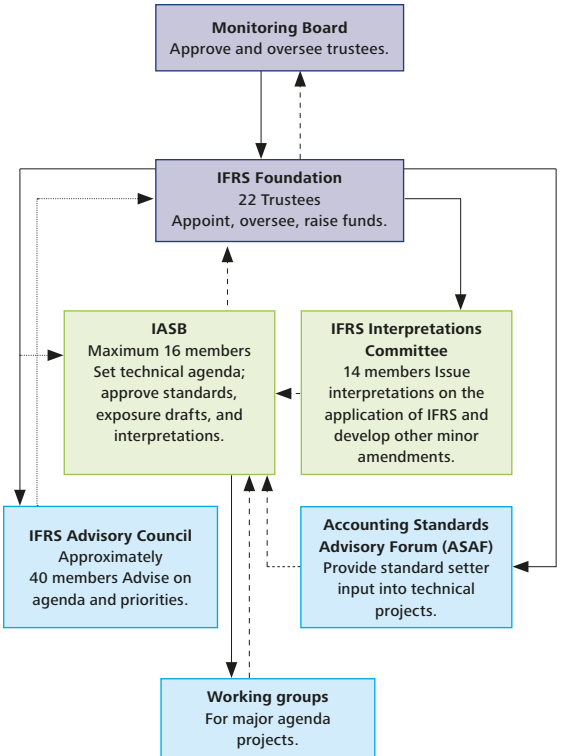 Monitoring Board
Approve and oversee trustees.
IFRS Foundation
22 Trustees
Appoint, oversee, raise funds.
IASB
Maximum 16 members
Set technical agenda;
approve standards,
exposure drafts, and
interpretations.
IFRS Interpretations
Committee
14 members Issue
interpretations on the
application of IFRS and
develop other minor
amendments.
IFRS Advisory Council
Approximately
40 members Advise on
agenda and priorities.
Accounting Standards
Advisory Forum (ASAF)
Provide standard setter
input into technical
projects.
Working groups
For major agenda
projects.